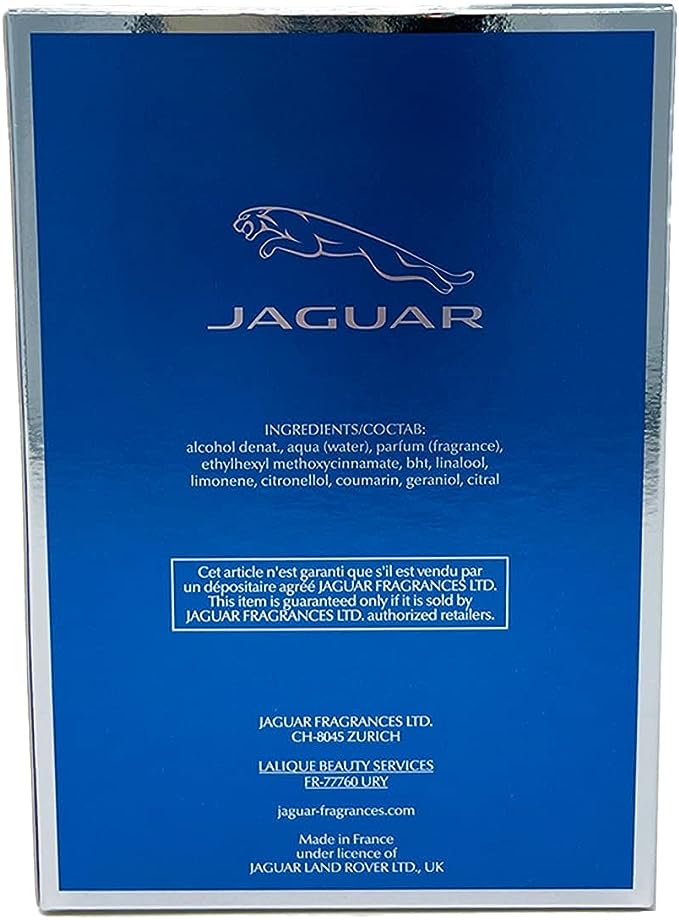 JAGUAR
INGREDIENTS/COCTAB:
alcohol denat., aqua (water), parfum (fragrance),
ethylhexyl methoxycinnamate, bht, linalool,
limonene, citronellol, coumarin, geraniol, citral
Cet article n'est garanti que s'il est vendu par
un dépositaire agréé JAGUAR FRAGRANCES LTD.
This item is guaranteed only if it is sold by
JAGUAR FRAGRANCES LTD. authorized retailers.
JAGUAR FRAGRANCES LTD.
CH-8045 ZURICH
LALIQUE BEAUTY SERVICES
FR-77760 URY
jaguar-fragrances.com
Made in France
under licence of
JAGUAR LAND ROVER LTD., UK